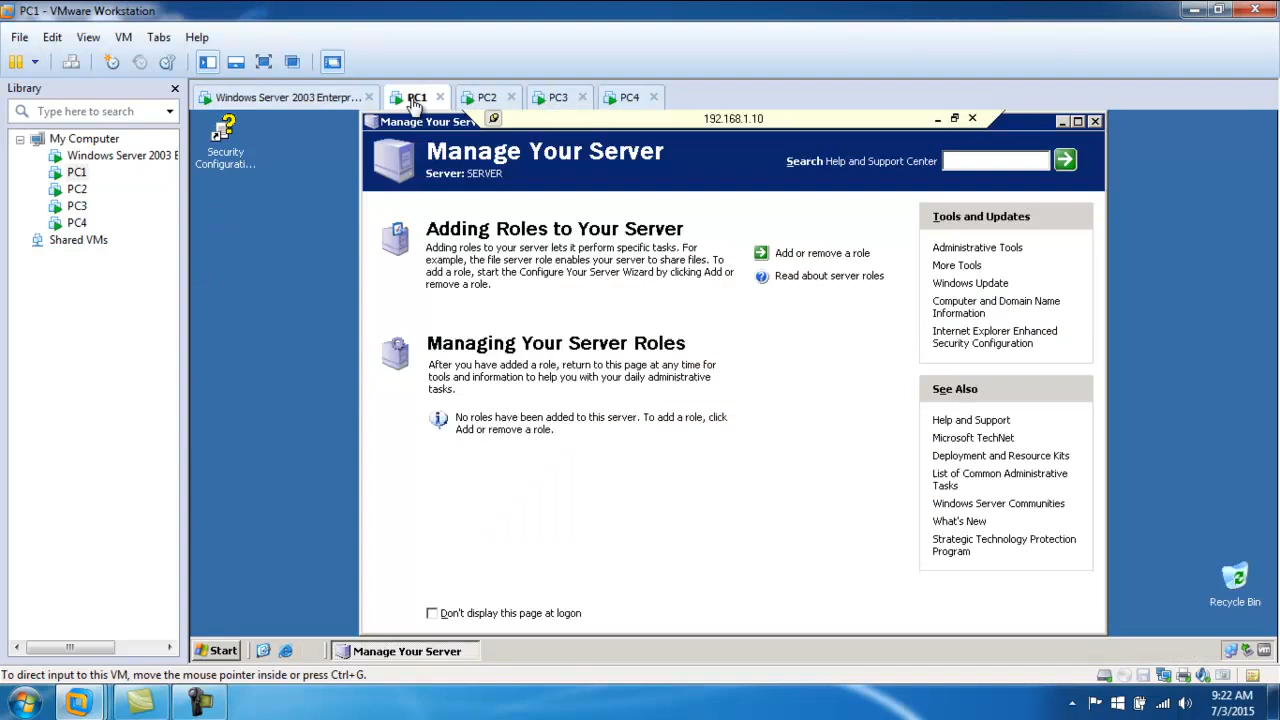 PC1 - VMware Workstation
File Edit View VM Tabs Help
Library
Type here to search
My Computer
Windows Server 2003 E
PC1
PC2
PC3
PC4
Shared VMs
Windows Server 2003 Enterpr...
PC1
PC2
PC3
PC4
192.168.1.10
Security
Configurati...
Manage Your Serv
Manage Your Server
Server: SERVER
Search Help and Support Center
Adding Roles to Your Server
Adding roles to your server lets it perform specific tasks. For
example, the file server role enables your server to share files. To
add a role, start the Configure Your Server Wizard by clicking Add or
remove a role.
Add or remove a role
Read about server roles
Managing Your Server Roles
After you have added a role, return to this page at any time for
tools and information to help you with your daily administrative
tasks.
No roles have been added to this server. To add a role, click
Add or remove a role.
Tools and Updates
Administrative Tools
More Tools
Windows Update
Computer and Domain Name
Information
Internet Explorer Enhanced
Security Configuration
See Also
Help and Support
Microsoft TechNet
Deployment and Resource Kits
List of Common Administrative
Tasks
Windows Server Communities
What's New
Strategic Technology Protection
Program
Don't display this page at logon
Recycle Bin
Start
Manage Your Server
To direct input to this VM, move the mouse pointer inside or press Ctrl+G.
9:22 AM
7/3/2015